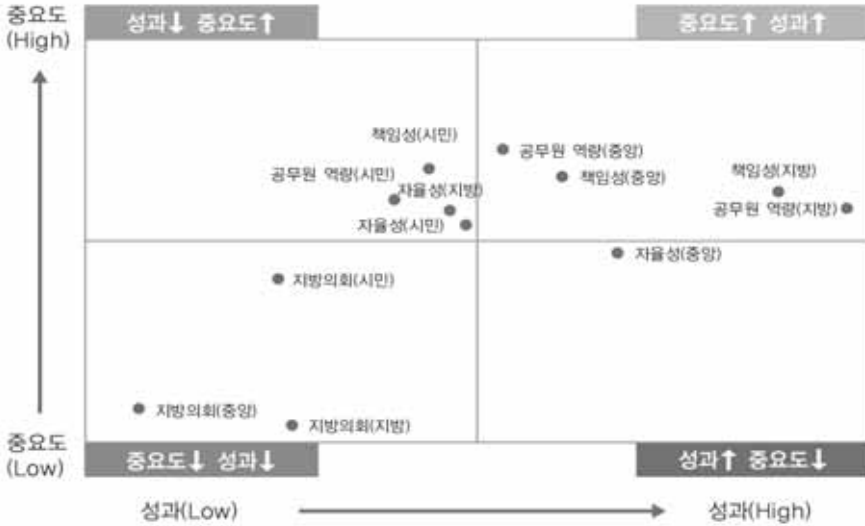 중요도
(High)
성과↓ 중요도↑
중요도↑ 성과↑
책임성(시민)
공무원 역량(중앙)
공무원 역량(시민)
책임성(중앙)
책임성(지방)
자율성(지방)
공무원 역량(지방)
자율성(시민)
자율성(중앙)
지방의회(시민)
지방의회(중앙)
지방의회(지방)
중요도
(Low)
중요도↓ 성과↓
성과↑ 중요도↓
성과(Low)
성과(High)